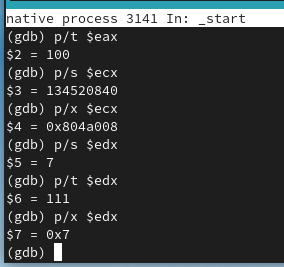 native process 3141 In: _start
(gdb) p/t $eax
$2 = 100
(gdb) p/s $ecx
$3 = 134520840
(gdb) p/x $ecx
$4 = 0x804a008
(gdb) p/s $edx
$5 = 7
(gdb) p/t $edx
$6 = 111
(gdb) p/x $edx
$7 = 0x7
(gdb)